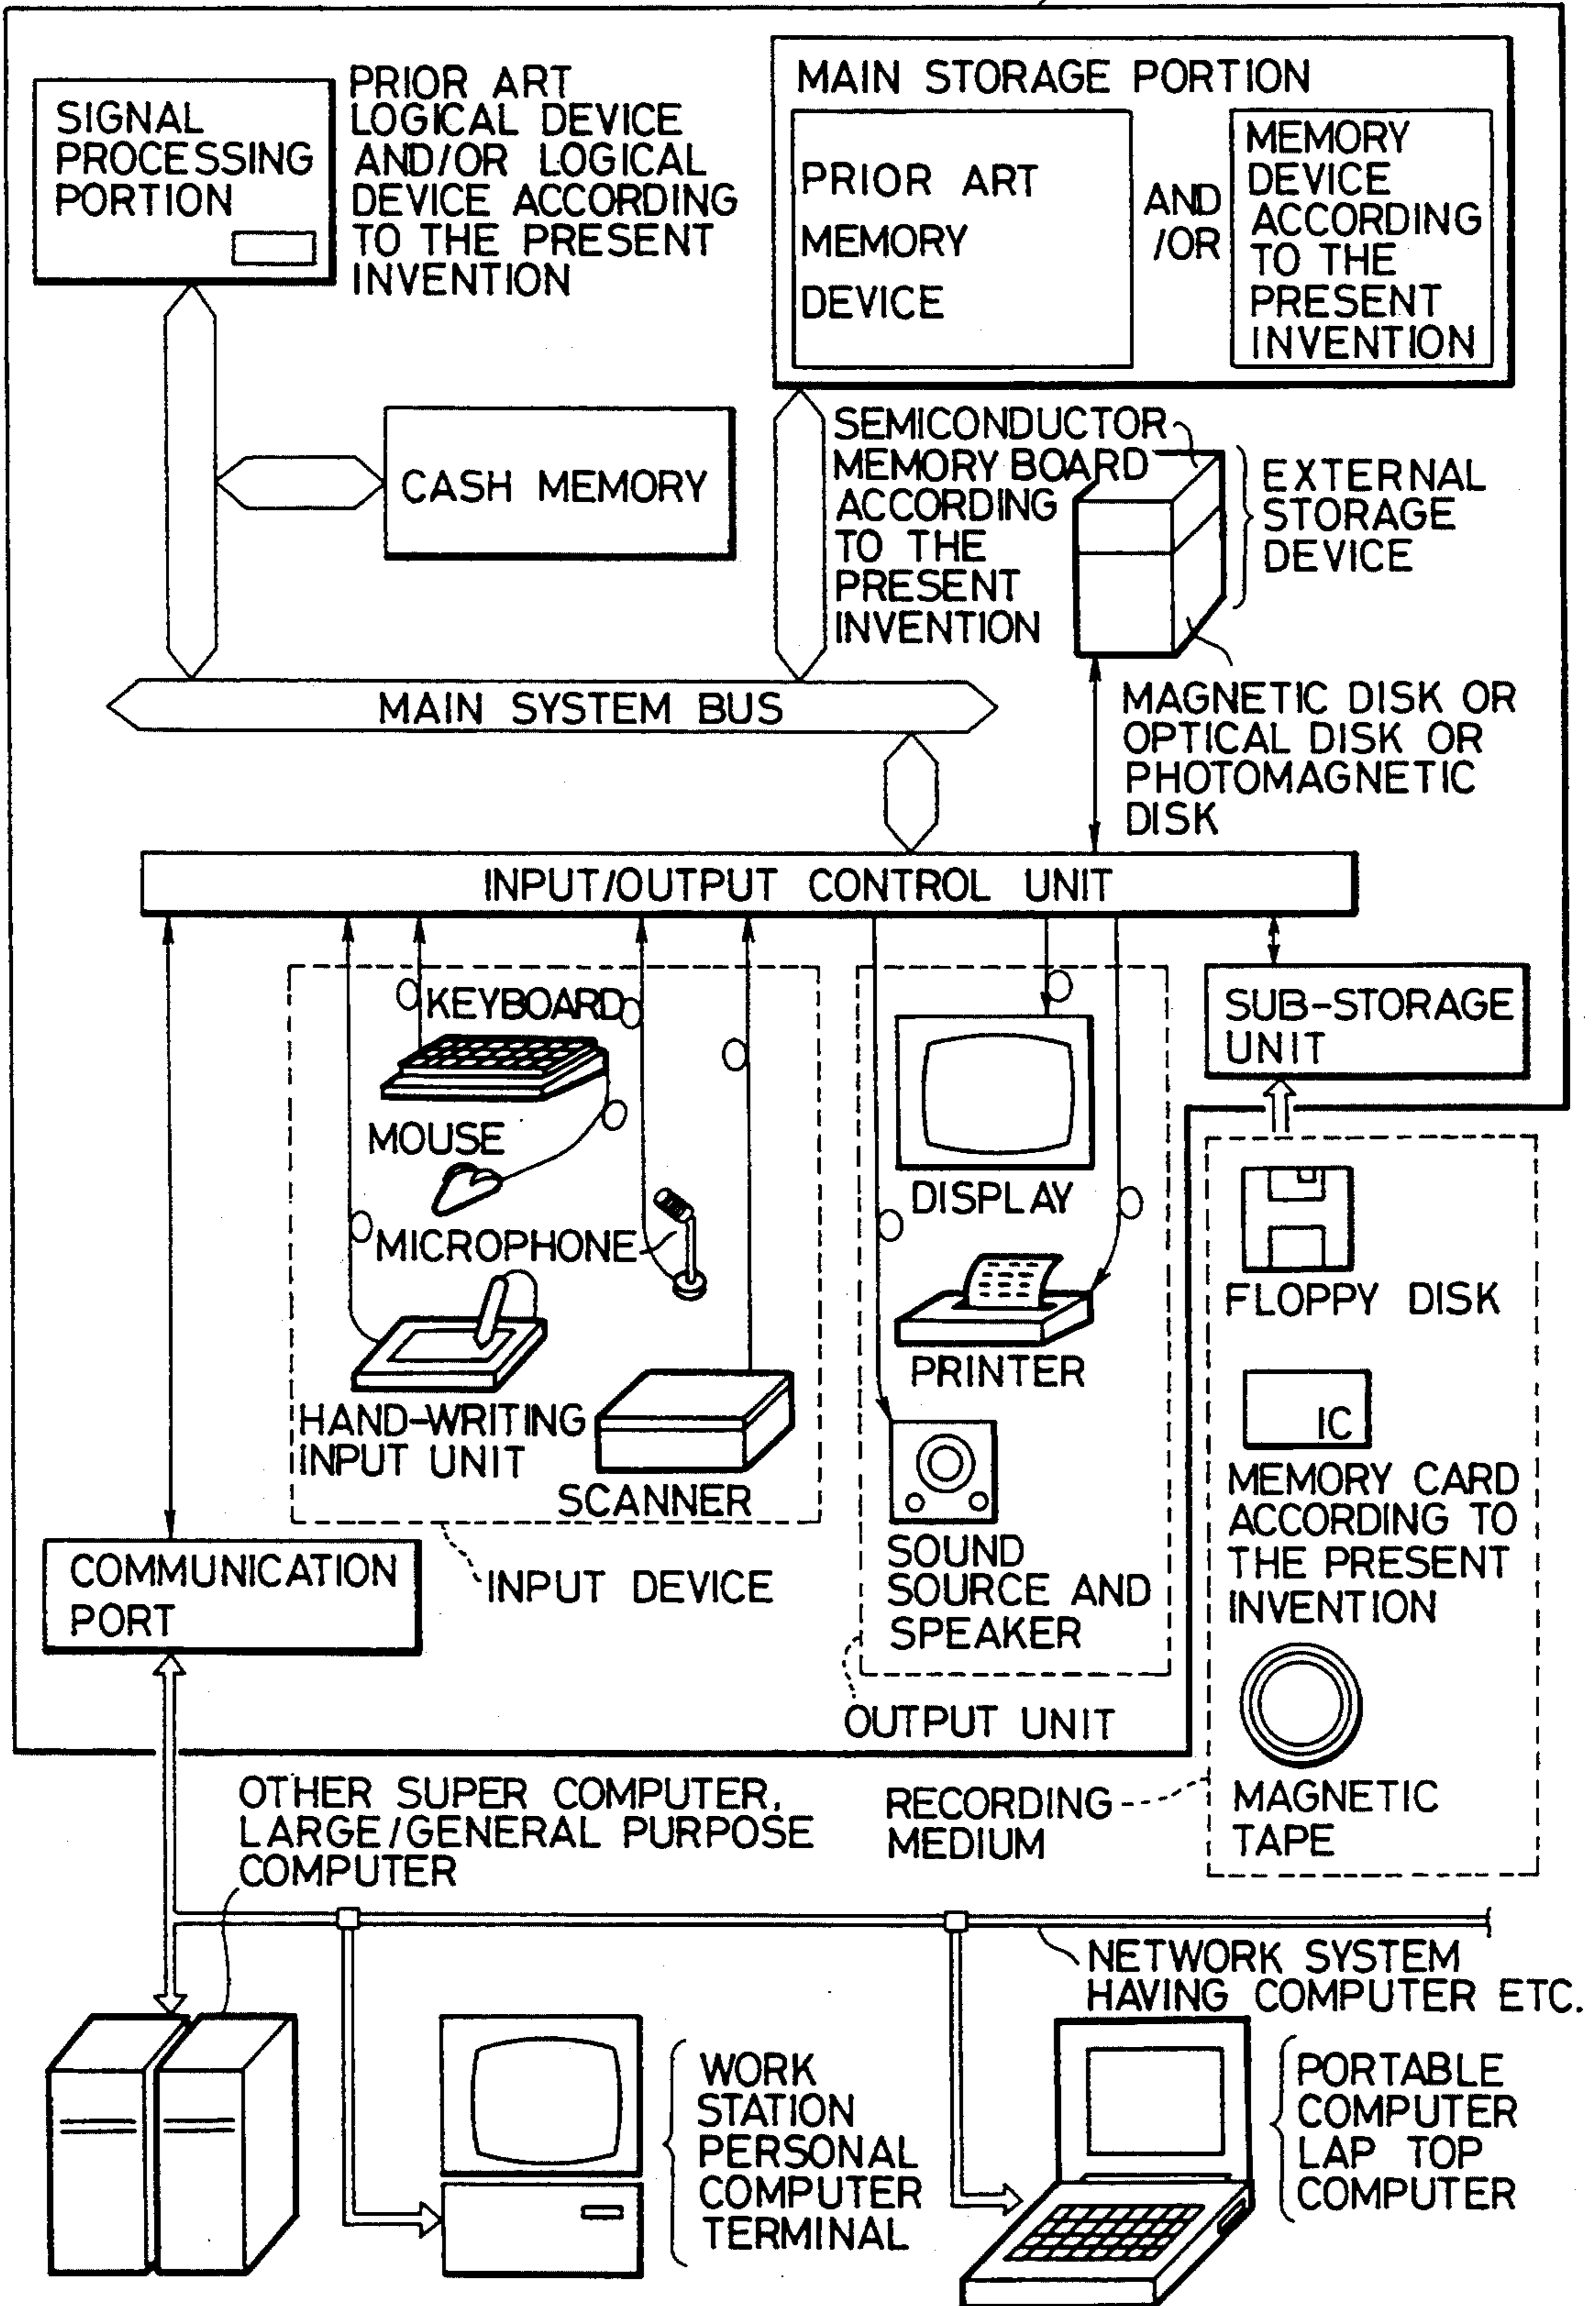 SIGNAL
PROCESSING
PORTION
PRIOR ART
LOGICAL DEVICE
AND/OR LOGICAL
DEVICE ACCORDING
TO THE PRESENT
INVENTION
MAIN STORAGE PORTION
PRIOR ART
MEMORY
DEVICE
AND
/OR
MEMORY
DEVICE
ACCORDING
TO THE
PRESENT
INVENTION
CASH MEMORY
SEMICONDUCTOR
MEMORY BOARD
ACCORDING
TO THE
PRESENT
INVENTION
EXTERNAL
STORAGE
DEVICE
MAIN SYSTEM BUS
MAGNETIC DISK OR
OPTICAL DISK OR
PHOTOMAGNETIC
DISK
INPUT/OUTPUT CONTROL UNIT
KEYBOARD
MOUSE
MICROPHONE
HAND-WRITING
INPUT UNIT
SCANNER
INPUT DEVICE
DISPLAY
PRINTER
SOUND
SOURCE AND
SPEAKER
OUTPUT UNIT
SUB-STORAGE
UNIT
FLOPPY DISK
IC
MEMORY CARD
ACCORDING TO
THE PRESENT
INVENTION
MAGNETIC
TAPE
RECORDING
MEDIUM
COMMUNICATION
PORT
OTHER SUPER COMPUTER,
LARGE/GENERAL PURPOSE
COMPUTER
NETWORK SYSTEM
HAVING COMPUTER ETC.
WORK
STATION
PERSONAL
COMPUTER
TERMINAL
PORTABLE
COMPUTER
LAP TOP
COMPUTER